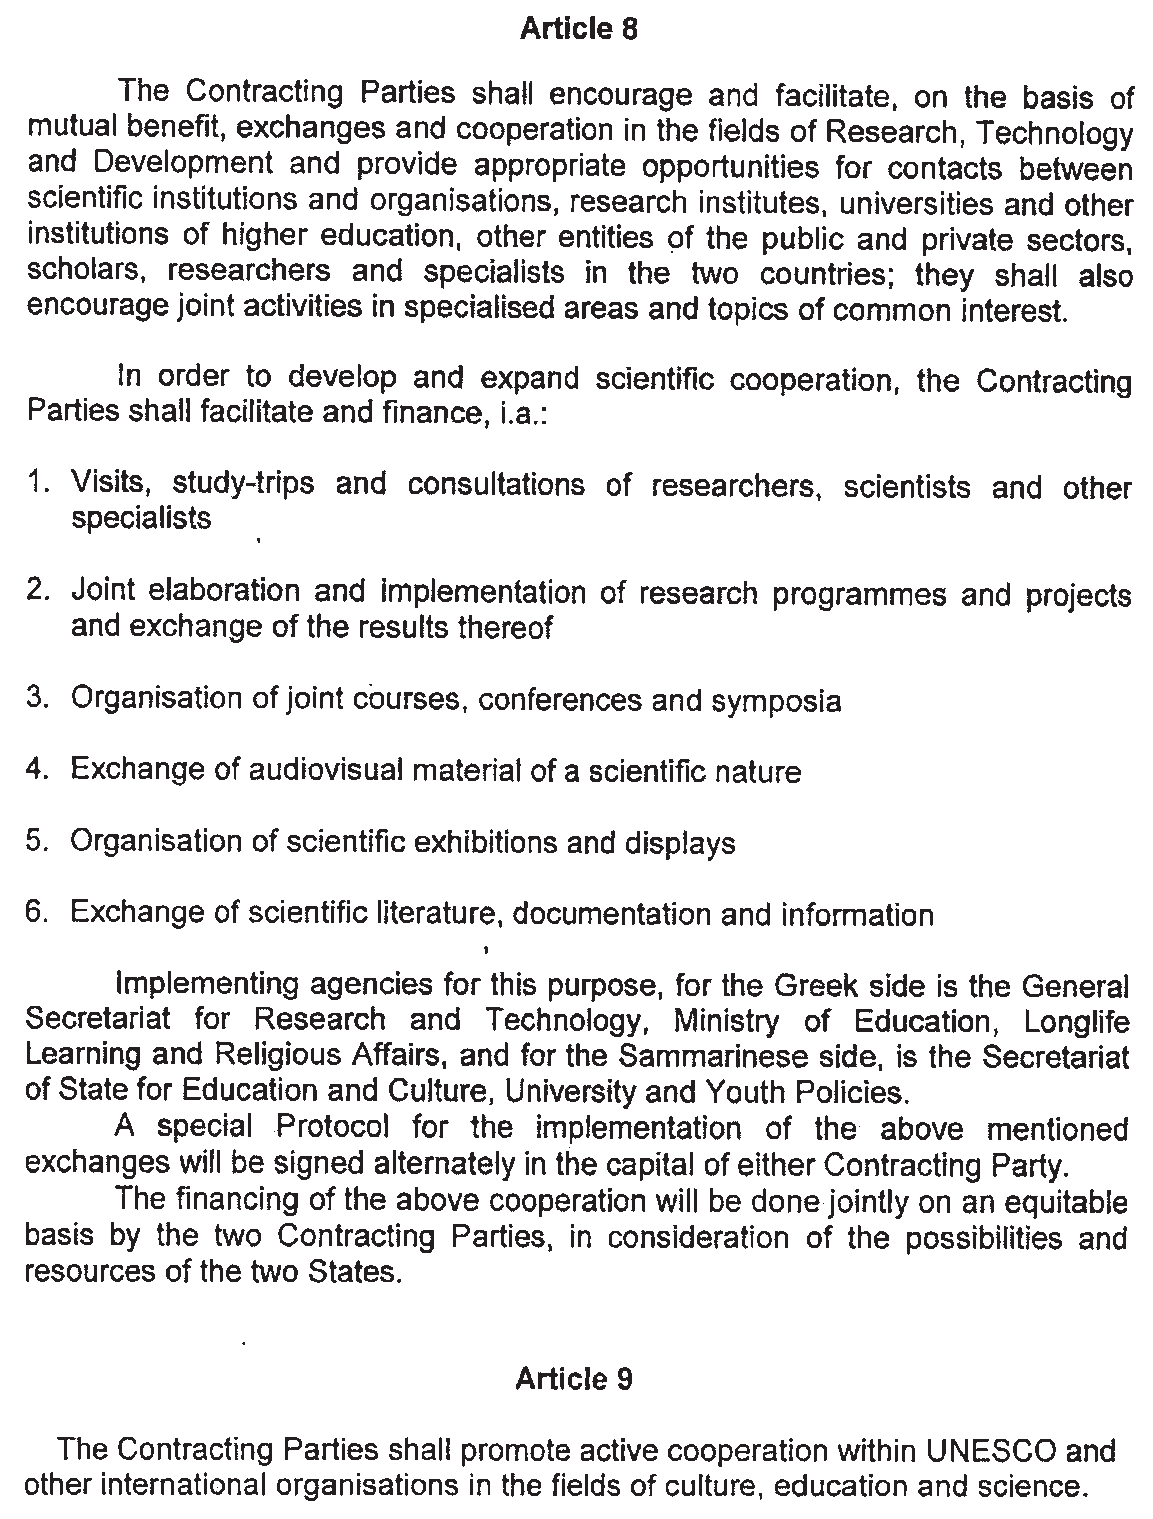 Article 8
The Contracting Parties shall encourage and facilitate, on the basis of
mutual benefit, exchanges and cooperation in the fields of Research, Technology
and Development and provide appropriate opportunities for contacts between
scientific institutions and organisations, research institutes, universities and other
institutions of higher education, other entities of the public and private sectors,
scholars, researchers and specialists in the two countries; they shall also
encourage joint activities in specialised areas and topics of common interest.
In order to develop and expand scientific cooperation, the Contracting
Parties shall facilitate and finance, i.a.:
1. Visits, study-trips and consultations of researchers, scientists and other
specialists
2. Joint elaboration and implementation of research programmes and projects
and exchange of the results thereof
3. Organisation of joint courses, conferences and symposia
4. Exchange of audiovisual material of a scientific nature
5. Organisation of scientific exhibitions and displays
6. Exchange of scientific literature, documentation and information
Implementing agencies for this purpose, for the Greek side is the General
Secretariat for Research and Technology, Ministry of Education, Longlife
Learning and Religious Affairs, and for the Sammarinese side, is the Secretariat
of State for Education and Culture, University and Youth Policies.
A special Protocol for the implementation of the above mentioned
exchanges will be signed alternately in the capital of either Contracting Party.
The financing of the above cooperation will be done jointly on an equitable
basis by the two Contracting Parties, in consideration of the possibilities and
resources of the two States.
Article 9
The Contracting Parties shall promote active cooperation within UNESCO and
other international organisations in the fields of culture, education and science.